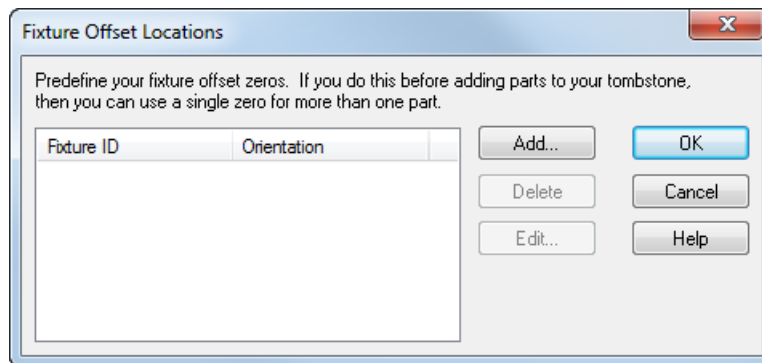 Fixture Offset Locations
Predefine your fixture offset zeros. If you do this before adding parts to your tombstone,
then you can use a single zero for more than one part.
Fixture ID Orientation
Add... OK
Delete Cancel
Edit... Help